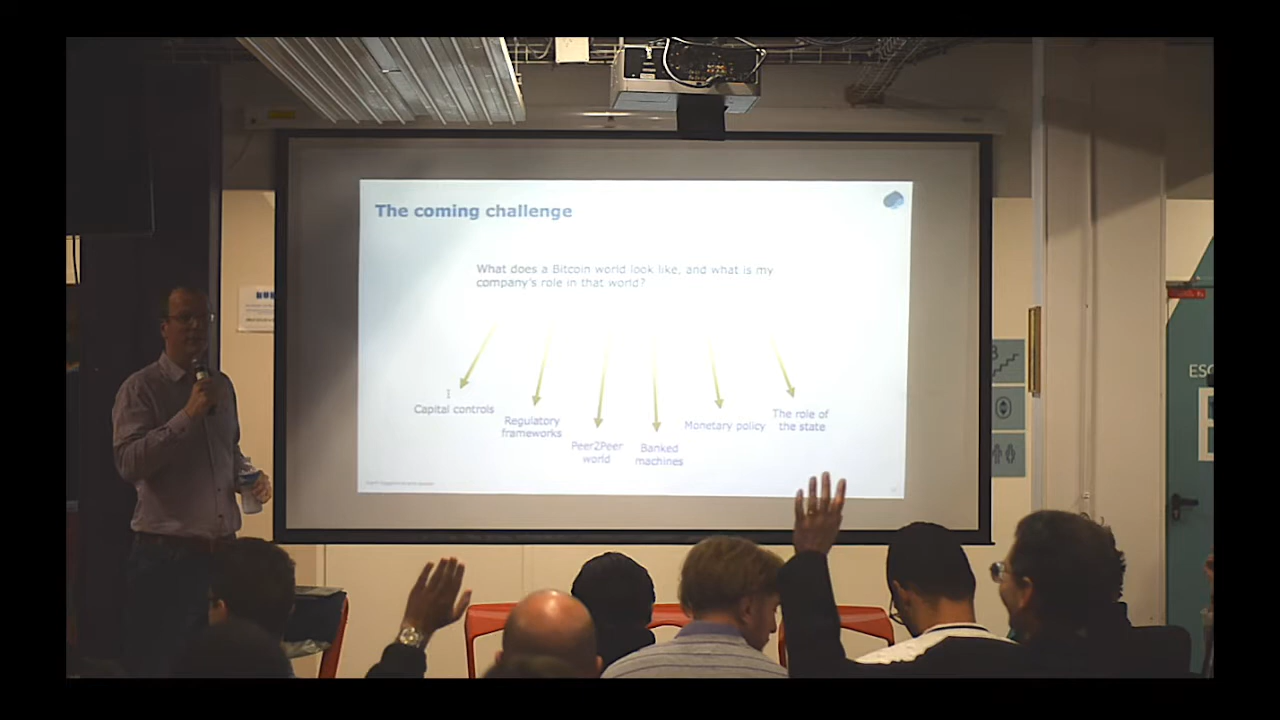 The coming challenge
What does a Bitcoin world look like, and what is my
company's role in that world?
Capital controls
Regulatory
frameworks
Peer2Peer
world
Banked
machines
Monetary policy
The role of
the state
ESC